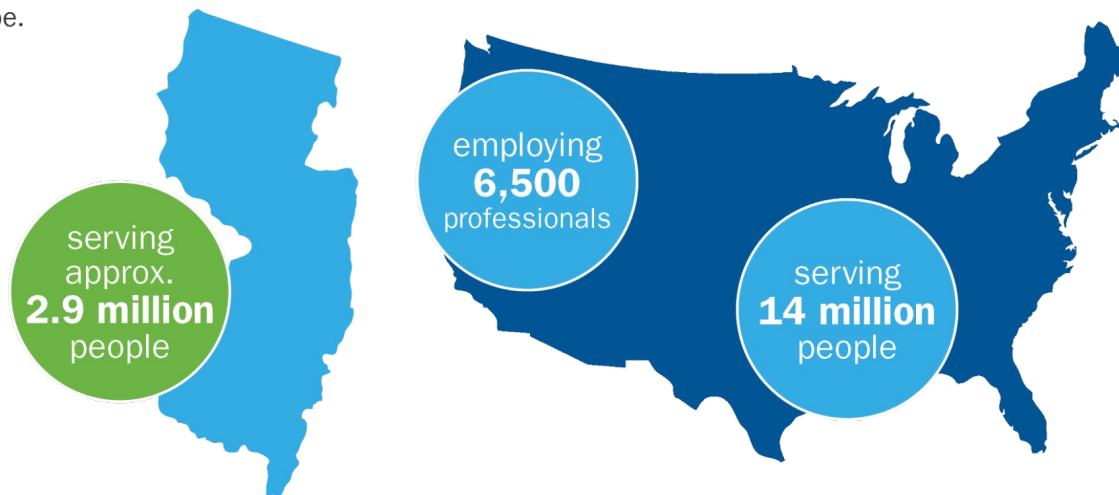 serving
approx.
2.9 million
people
employing
6,500
professionals
serving
14 million
people